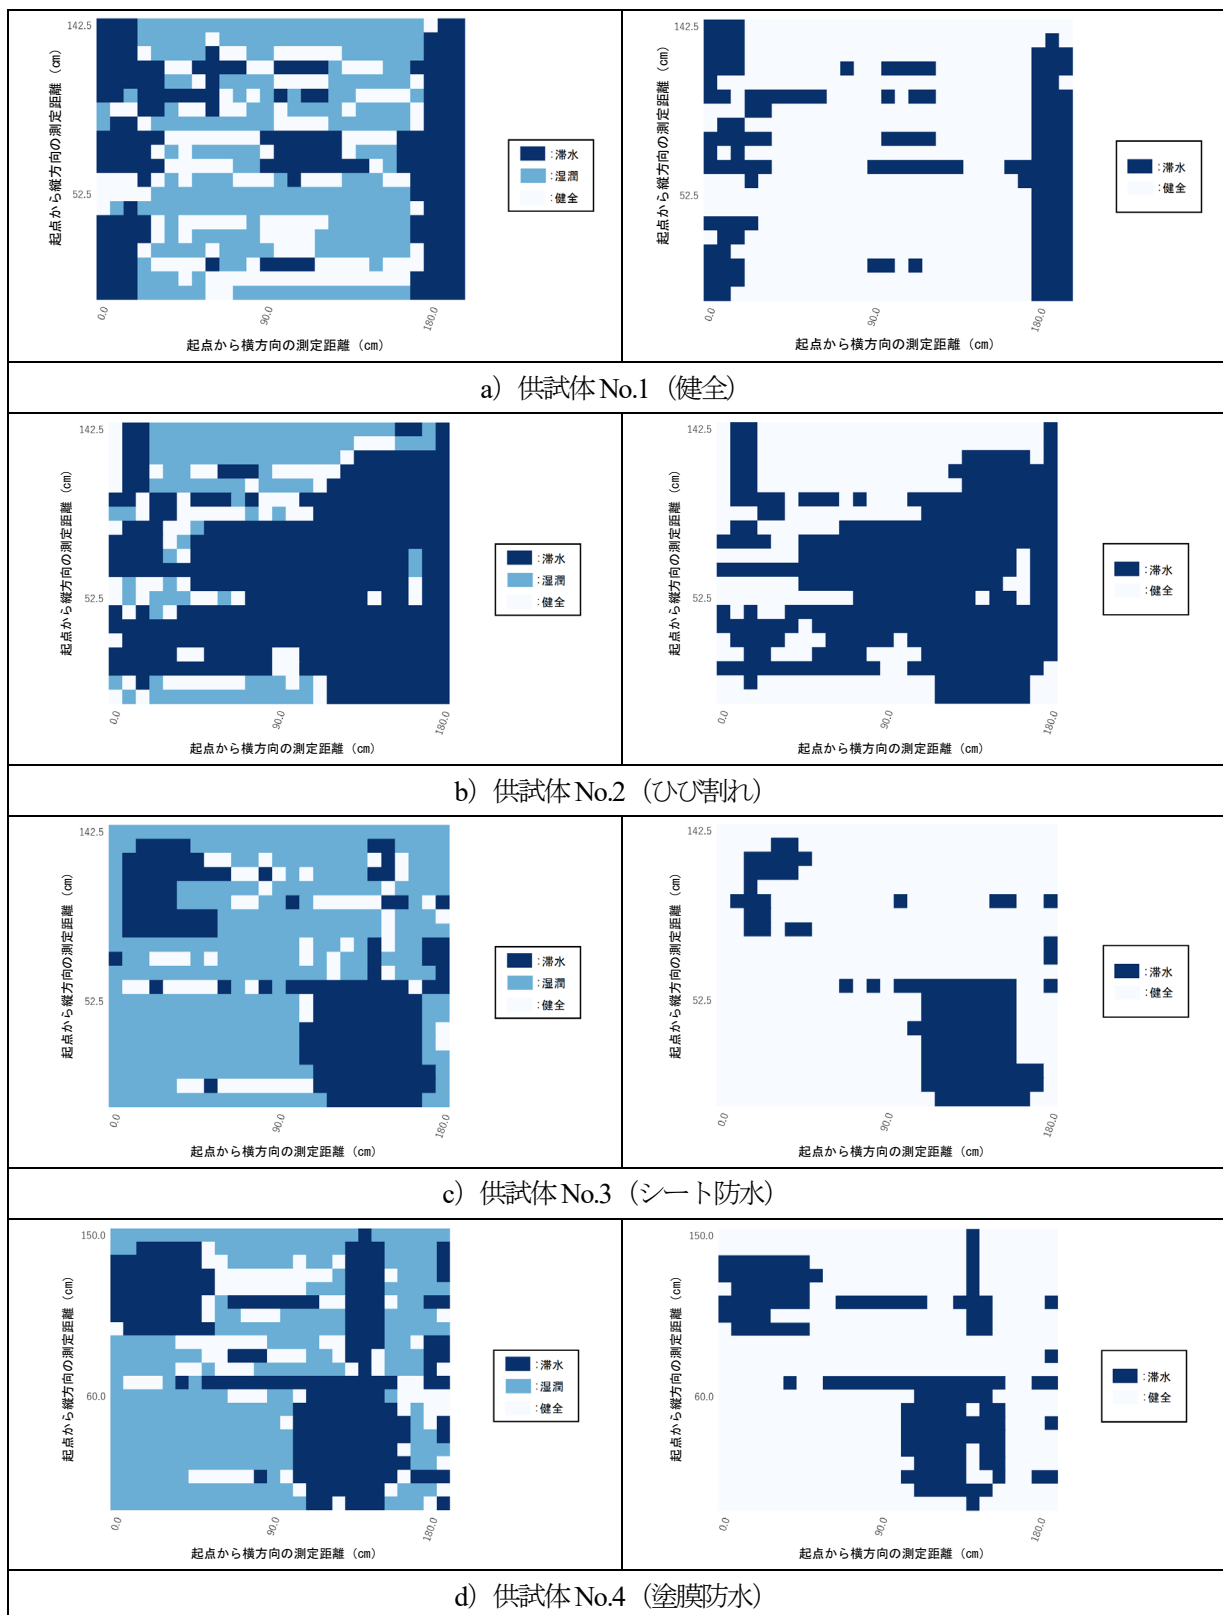 142.5
52.5
起点から縦方向の測定距離（cm）
0.0
90.0
180.0
起点から横方向の測定距離（cm）
：滞水
：湿潤
：健全
142.5
52.5
起点から縦方向の測定距離（cm）
0.0
90.0
180.0
起点から横方向の測定距離（cm）
：滞水
：健全
a）供試体 No.1（健全）
142.5
52.5
起点から縦方向の測定距離（cm）
0.0
90.0
180.0
起点から横方向の測定距離（cm）
：滞水
：湿潤
：健全
142.5
52.5
起点から縦方向の測定距離（cm）
0.0
90.0
180.0
起点から横方向の測定距離（cm）
：滞水
：健全
b）供試体 No.2（ひび割れ）
142.5
52.5
起点から縦方向の測定距離（cm）
0.0
90.0
180.0
起点から横方向の測定距離（cm）
：滞水
：湿潤
：健全
142.5
52.5
起点から縦方向の測定距離（cm）
0.0
90.0
180.0
起点から横方向の測定距離（cm）
：滞水
：健全
c）供試体 No.3（シート防水）
150.0
60.0
起点から縦方向の測定距離（cm）
0.0
90.0
180.0
起点から横方向の測定距離（cm）
：滞水
：湿潤
：健全
150.0
60.0
起点から縦方向の測定距離（cm）
0.0
90.0
180.0
起点から横方向の測定距離（cm）
：滞水
：健全
d）供試体 No.4（塗膜防水）